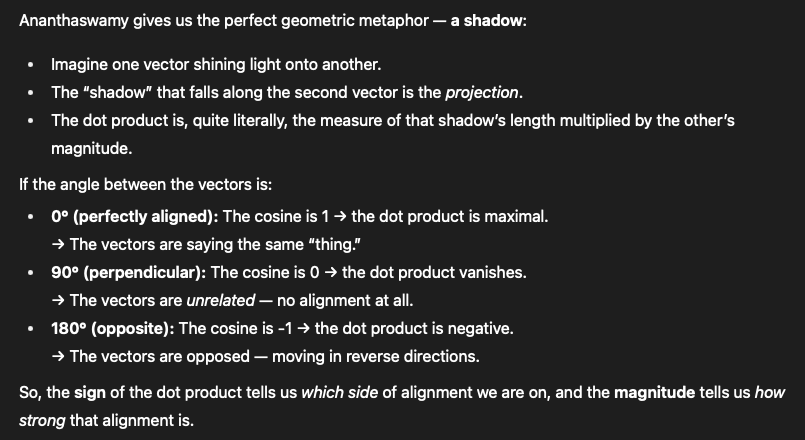 Ananthaswamy gives us the perfect geometric metaphor — a shadow:
• Imagine one vector shining light onto another.
• The “shadow” that falls along the second vector is the projection.
• The dot product is, quite literally, the measure of that shadow’s length multiplied by the other’s
magnitude.
If the angle between the vectors is:
• 0° (perfectly aligned): The cosine is 1 → the dot product is maximal.
→ The vectors are saying the same “thing.”
• 90° (perpendicular): The cosine is 0 → the dot product vanishes.
→ The vectors are unrelated — no alignment at all.
• 180° (opposite): The cosine is -1 → the dot product is negative.
→ The vectors are opposed — moving in reverse directions.
So, the sign of the dot product tells us which side of alignment we are on, and the magnitude tells us how
strong that alignment is.